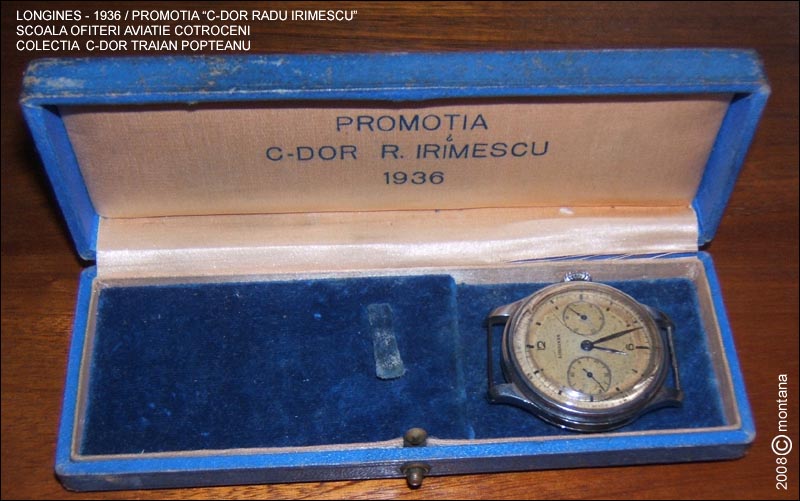 LONGINES - 1936 / PROMOTIA “C-DOR RADU IRIMESCU”
SCOALA OFITERI AVIATIE COTROCENI
COLECTIA C-DOR TRAIAN POPTEANU
PROMOTIA
C-DOR R. IRIMESCU
1936
LONGINES
2008 © montana